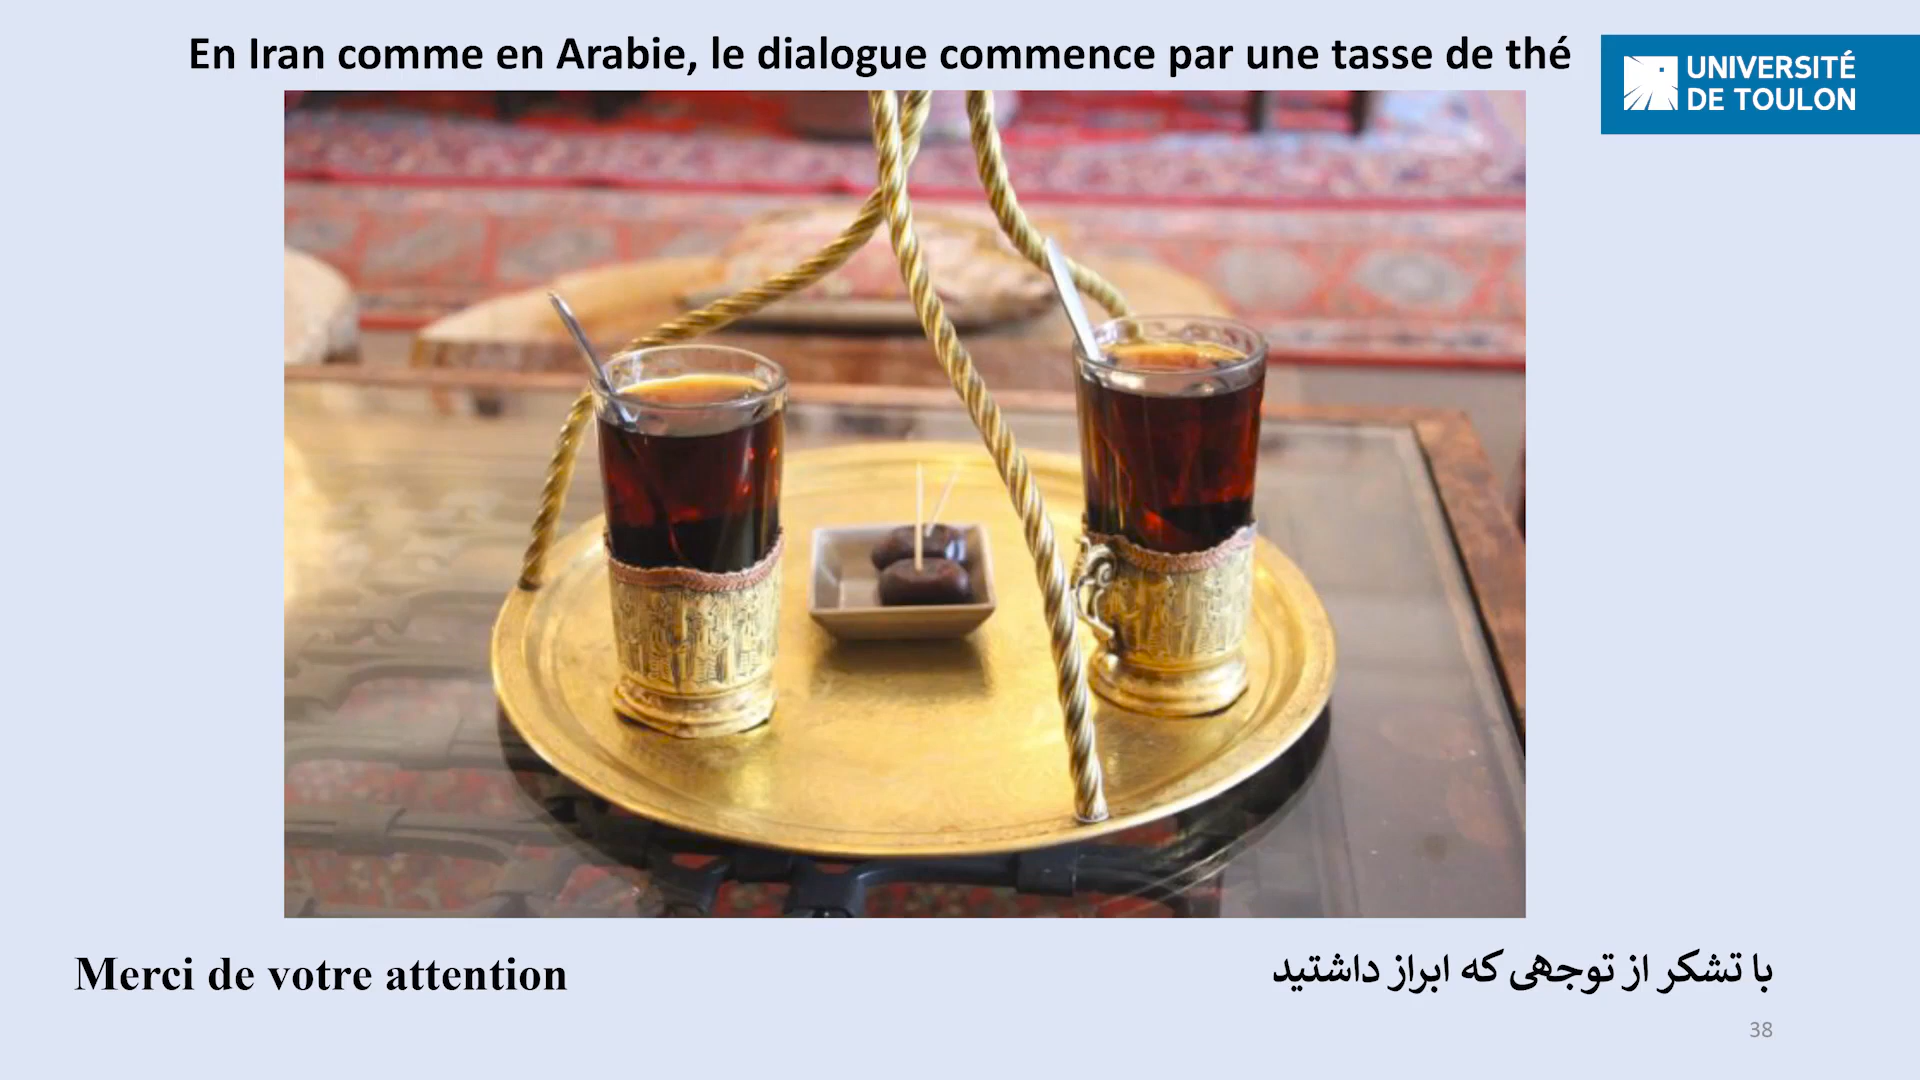 En Iran comme en Arabie, le dialogue commence par une tasse de thé
UNIVERSITÉ
DE TOULON
Merci de votre attention
با تشکر از توجهی که ابراز داشتید
38